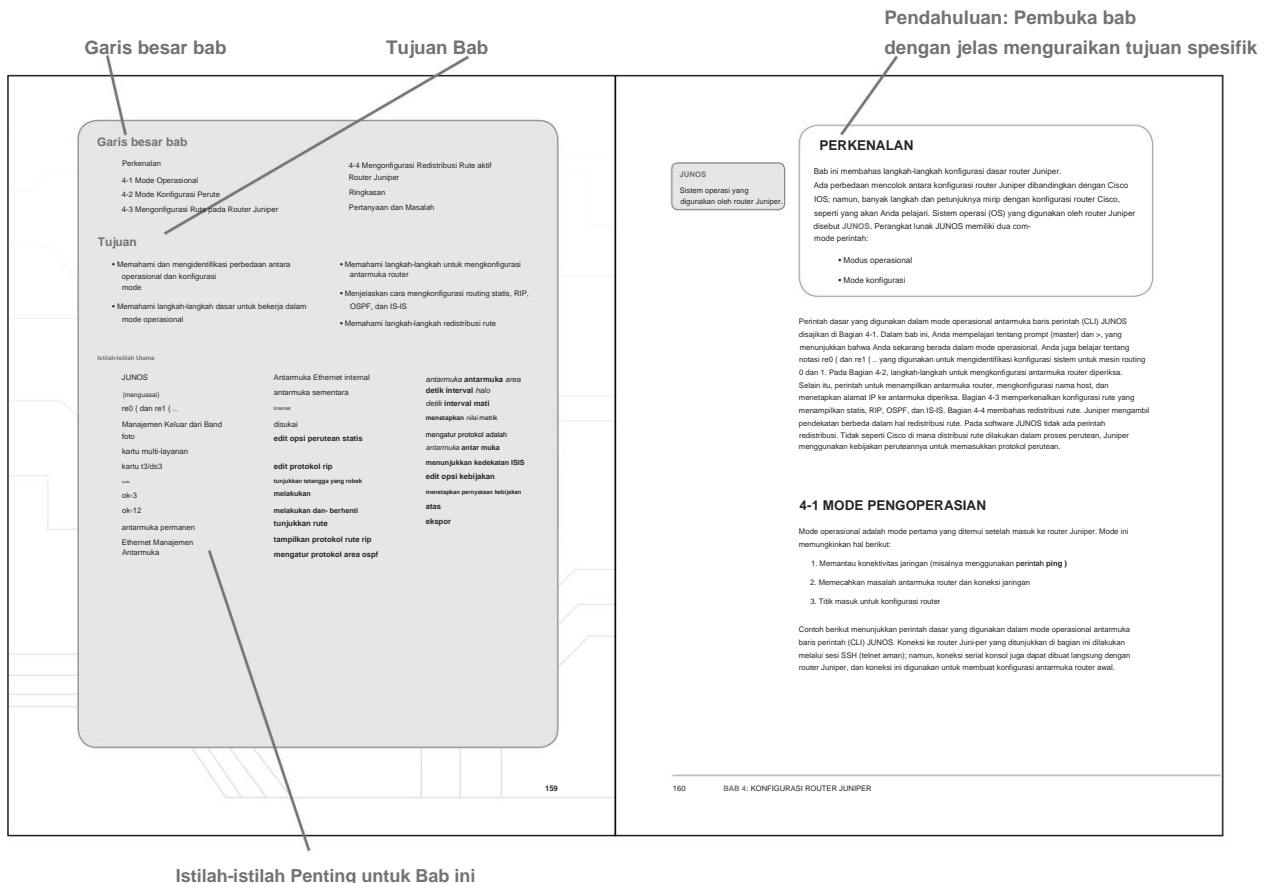 Garis besar bab
Tujuan Bab
Pendahuluan: Pembuka bab
dengan jelas menguraikan tujuan spesifik
Garis besar bab
Perkenalan
4-1 Mode Operasional
4-2 Mode Konfigurasi Perute
4-3 Mengonfigurasi Rute pada Router Juniper
4-4 Mengonfigurasi Redistribusi Rute aktif
Router Juniper
Ringkasan
Pertanyaan dan Masalah
Tujuan
• Memahami dan mengidentifikasi perbedaan antara
operasional dan konfigurasi
mode
• Memahami langkah-langkah dasar untuk bekerja dalam
mode operasional
• Memahami langkah-langkah untuk mengkonfigurasi
antarmuka router
• Menjelaskan cara mengkonfigurasi routing statis, RIP,
OSPF, dan IS-IS
• Memahami langkah-langkah redistribusi rute
Istilah-Istilah Utama
JUNOS
{menguasai}
re0 { dan re1 { ..
Manajemen Keluar dari Band
foto
kartu multi-layanan
kartu t3/ds3
ok-3
ok-12
antarmuka permanen
Ethernet Manajemen
Antarmuka
Antarmuka Ethernet internal
antarmuka sementara
Internet
disukai
edit opsi perutean statis
edit protokol rip
tunjukkan tetangga yang robek
melakukan
melakukan dan- berhenti
tunjukkan rute
tampilkan protokol rute rip
mengatur protokol area ospf
antarmuka antarmuka area
detik interval halo
detik interval mati
menetapkan nilai metrik
mengatur protokol adalah
antarmuka antar muka
menunjukkan kedekatan ISIS
edit opsi kebijakan
menetapkan pernyataan kebijakan
atas
ekspor
159
Istilah-istilah Penting untuk Bab ini
JUNOS
Sistem operasi yang
digunakan oleh router Juniper.
PERKENALAN
Bab ini membahas langkah-langkah konfigurasi dasar router Juniper.
Ada perbedaan mencolok antara konfigurasi router Juniper dibandingkan dengan Cisco
IOS; namun, banyak langkah dan petunjuknya mirip dengan konfigurasi router Cisco,
seperti yang akan Anda pelajari. Sistem operasi (OS) yang digunakan oleh router Juniper
disebut JUNOS. Perangkat lunak JUNOS memiliki dua com-
mode perintah:
• Modus operasional
• Mode konfigurasi
Perintah dasar yang digunakan dalam mode operasional antarmuka baris perintah (CLI) JUNOS
disajikan di Bagian 4-1. Dalam bab ini, Anda mempelajari tentang prompt {master} dan >, yang
menunjukkan bahwa Anda sekarang berada dalam mode operasional. Anda juga belajar tentang
notasi re0 { dan re1 { .. yang digunakan untuk mengidentifikasi konfigurasi sistem untuk mesin routing
0 dan 1. Pada Bagian 4-2, langkah-langkah untuk mengkonfigurasi antarmuka router diperiksa.
Selain itu, perintah untuk menampilkan antarmuka router, mengkonfigurasi nama host, dan
menetapkan alamat IP ke antarmuka diperiksa. Bagian 4-3 memperkenalkan konfigurasi rute yang
menampilkan statis, RIP, OSPF, dan IS-IS. Bagian 4-4 membahas redistribusi rute. Juniper mengambil
pendekatan berbeda dalam hal redistribusi rute. Pada software JUNOS tidak ada perintah
redistribusi. Tidak seperti Cisco di mana distribusi rute dilakukan dalam proses perutean, Juniper
menggunakan kebijakan peruteannya untuk memasukkan protokol perutean.
4-1 MODE PENGOPERASIAN
Mode operasional adalah mode pertama yang ditemui setelah masuk ke router Juniper. Mode ini
memungkinkan hal berikut:
1. Memantau konektivitas jaringan (misalnya menggunakan perintah ping )
2. Memecahkan masalah antarmuka router dan koneksi jaringan
3. Titik masuk untuk konfigurasi router
Contoh berikut menunjukkan perintah dasar yang digunakan dalam mode operasional antarmuka
baris perintah (CLI) JUNOS. Koneksi ke router Juni-per yang ditunjukkan di bagian ini dilakukan
melalui sesi SSH (telnet aman); namun, koneksi serial konsol juga dapat dibuat langsung dengan
router Juniper, dan koneksi ini digunakan untuk membuat konfigurasi antarmuka router awal.
160 BAB 4: KONFIGURASI ROUTER JUNIPER